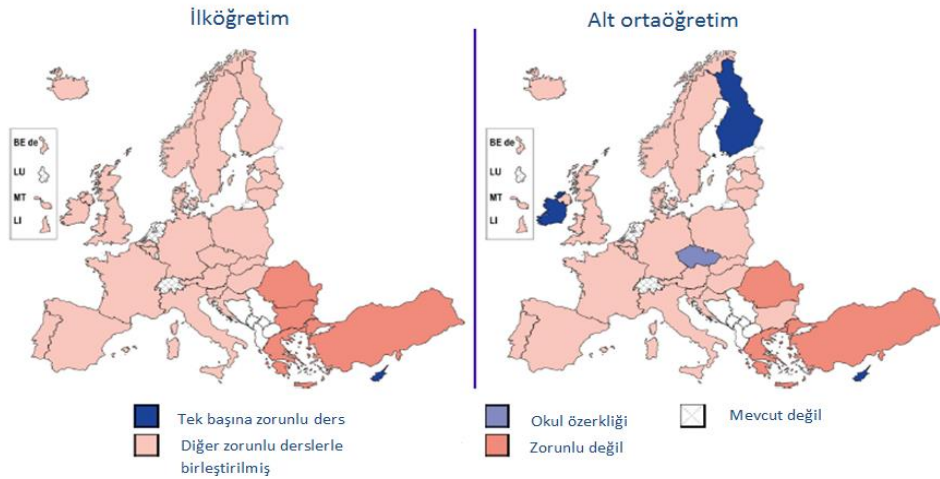 İlköğretim
Alt ortaöğretim
BE de
LU
MT
LI
BE de
LU
MT
LI
Tek başına zorunlu ders
Diğer zorunlu derslerle
birleştirilmiş
Okul özerkliği
Zorunlu değil
Mevcut değil